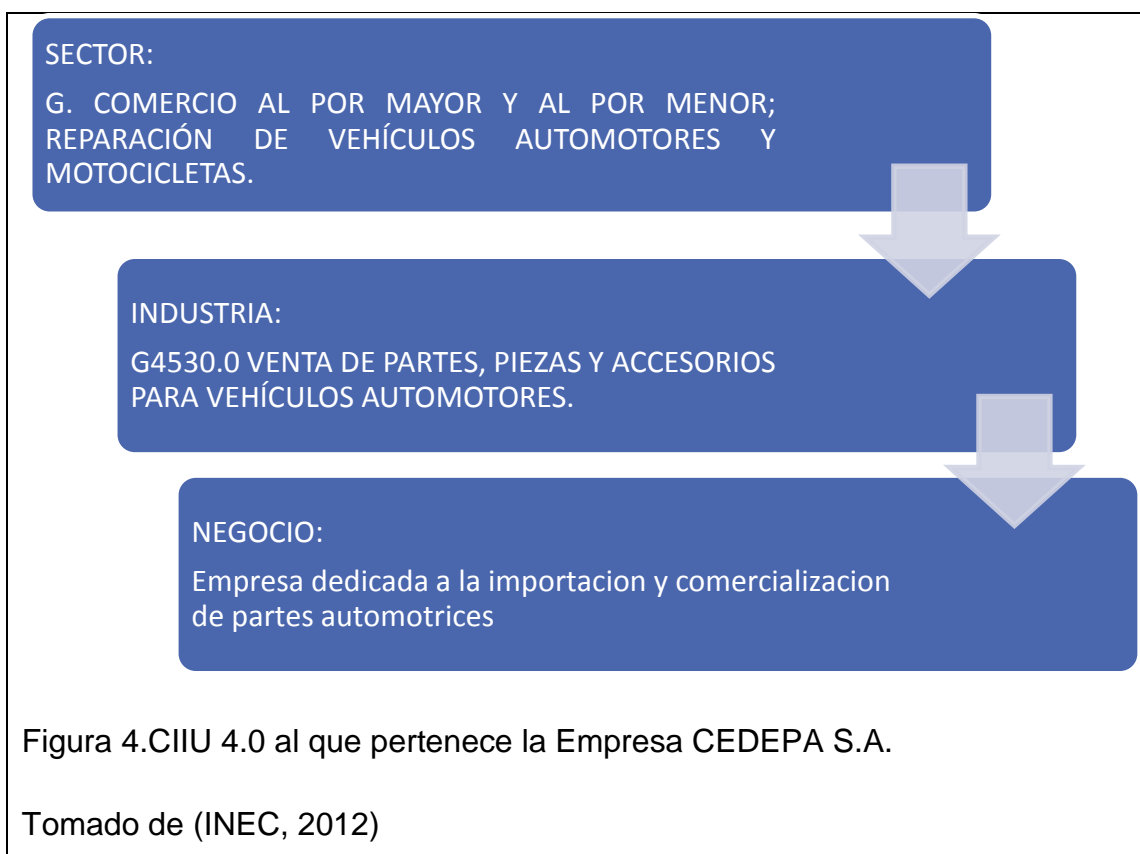 SECTOR:
G. COMERCIO AL POR MAYOR Y AL POR MENOR;
REPARACIÓN DE VEHÍCULOS AUTOMOTORES Y
MOTOCICLETAS.
INDUSTRIA:
G4530.0 VENTA DE PARTES, PIEZAS Y ACCESORIOS
PARA VEHÍCULOS AUTOMOTORES.
NEGOCIO:
Empresa dedicada a la importacion y comercializacion
de partes automotrices
Figura 4.CIIU 4.0 al que pertenece la Empresa CEDEPA S.A.
Tomado de (INEC, 2012)